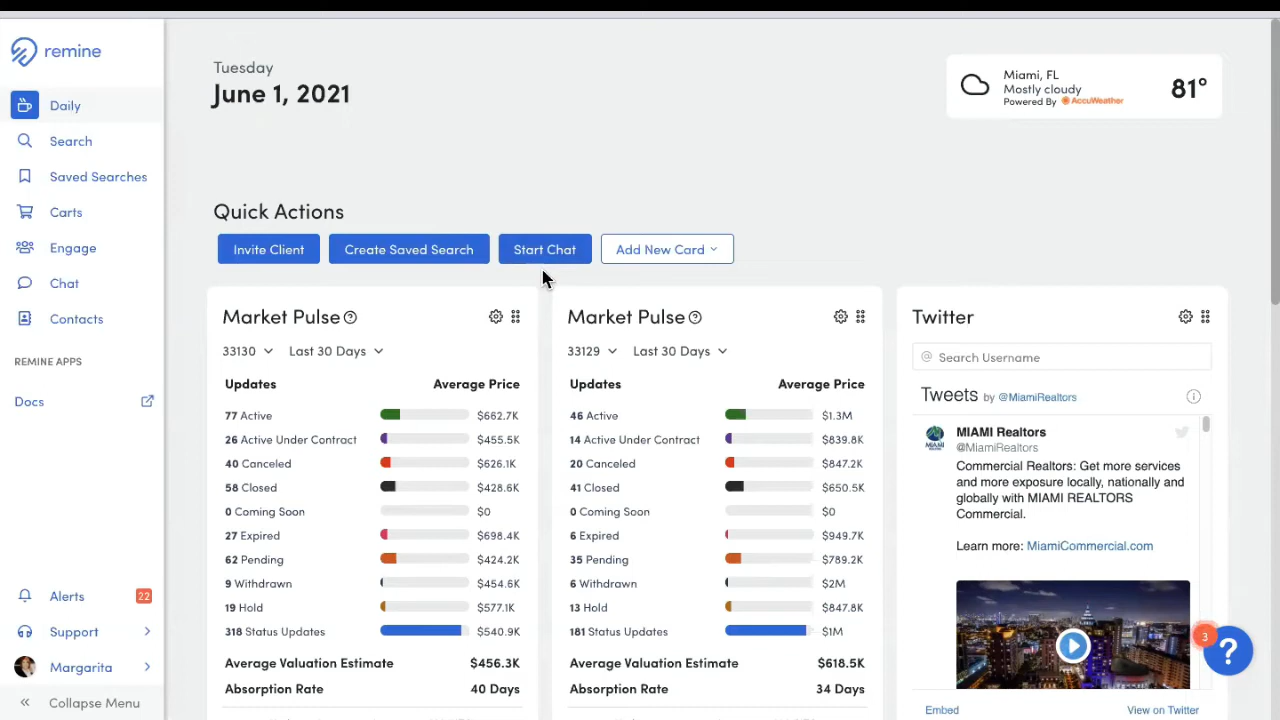 remine
Daily
Search
Saved Searches
Carts
Engage
Chat
Contacts
REMINE APPS
Docs
Alerts 22
Support
Margarita
Collapse Menu
Tuesday
June 1, 2021
Miami, FL
Mostly cloudy
Powered By AccuWeather
81°
Quick Actions
Invite Client
Create Saved Search
Start Chat
Add New Card
Market Pulse
33130 Last 30 Days
Updates Average Price
77 Active $662.7K
26 Active Under Contract $455.5K
40 Canceled $626.1K
58 Closed $428.6K
0 Coming Soon $0
27 Expired $698.4K
62 Pending $424.2K
9 Withdrawn $454.6K
19 Hold $577.1K
318 Status Updates $540.9K
Average Valuation Estimate $456.3K
Absorption Rate 40 Days
Market Pulse
33129 Last 30 Days
Updates Average Price
46 Active $1.3M
14 Active Under Contract $839.8K
20 Canceled $847.2K
41 Closed $650.5K
0 Coming Soon $0
6 Expired $949.7K
35 Pending $789.2K
6 Withdrawn $2M
13 Hold $847.8K
181 Status Updates $1M
Average Valuation Estimate $618.5K
Absorption Rate 34 Days
Twitter
@ Search Username
Tweets by @MiamiRealtors
MIAMI Realtors
@MiamiRealtors
Commercial Realtors: Get more services
and more exposure locally, nationally and
globally with MIAMI REALTORS
Commercial.
Learn more: MiamiCommercial.com
Embed
View on Twitter
3
?